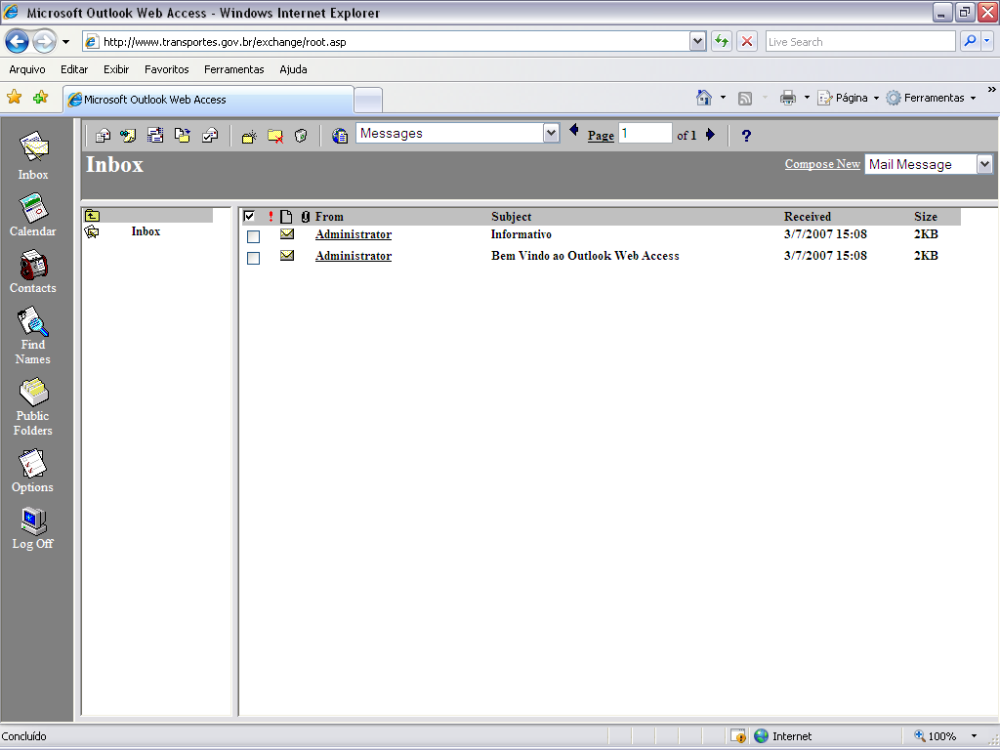 Microsoft Outlook Web Access - Windows Internet Explorer
http://www.transportes.gov.br/exchange/root.asp
Live Search
Arquivo Editar Exibir Favoritos Ferramentas Ajuda
Microsoft Outlook Web Access
Página Ferramentas »
Messages
Page 1 of 1 ?
Inbox
Compose New Mail Message
Inbox
Calendar
Contacts
Find
Names
Public
Folders
Options
Log Off
Inbox
! From Subject Received Size
Administrator Informativo 3/7/2007 15:08 2KB
Administrator Bem Vindo ao Outlook Web Access 3/7/2007 15:08 2KB
Concluído Internet 100%